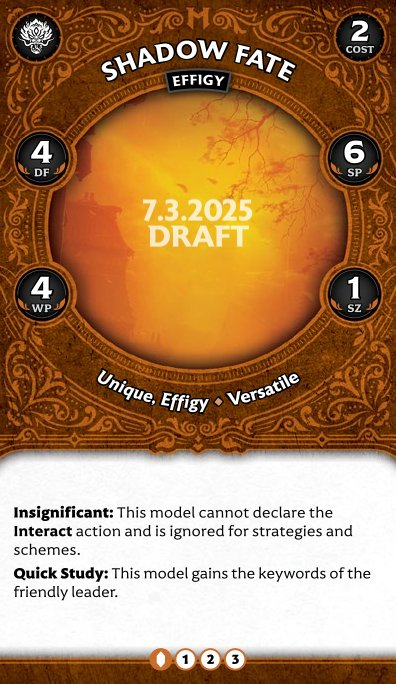 2
COST
SHADOW FATE
EFFIGY
4
DF
6
SP
7.3.2025
DRAFT
4
WP
1
SZ
Unique, Effigy ◆ Versatile
Insignificant: This model cannot declare the
Interact action and is ignored for strategies and
schemes.
Quick Study: This model gains the keywords of the
friendly leader.
1 2 3